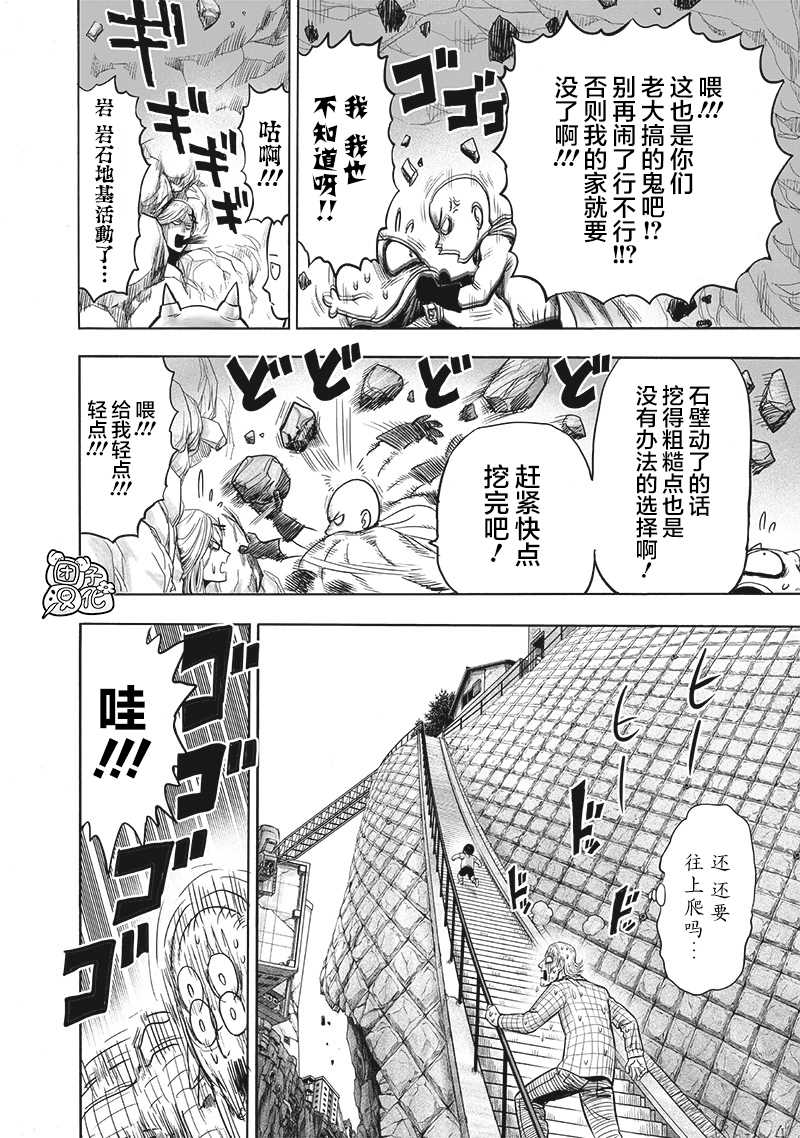 喂!!!
这也是你们
老大搞的鬼吧!?
别再闹了行不行!!?
否则我的家就要
没了啊!!!
ゴゴゴゴ
我 我也
不知道呀!!
咕啊!!!
ギギギギ
岩 岩石地基活動了…
石壁动了的话
挖得粗糙点也是
没有办法的选择啊!
赶紧快点
挖完吧!
どどど
喂!!!
给我轻点
轻点!!!
团子
汉化
ヒーヒー
还 还要
往上爬吗…
ドドド
哇!!!
ゴゴゴゴ